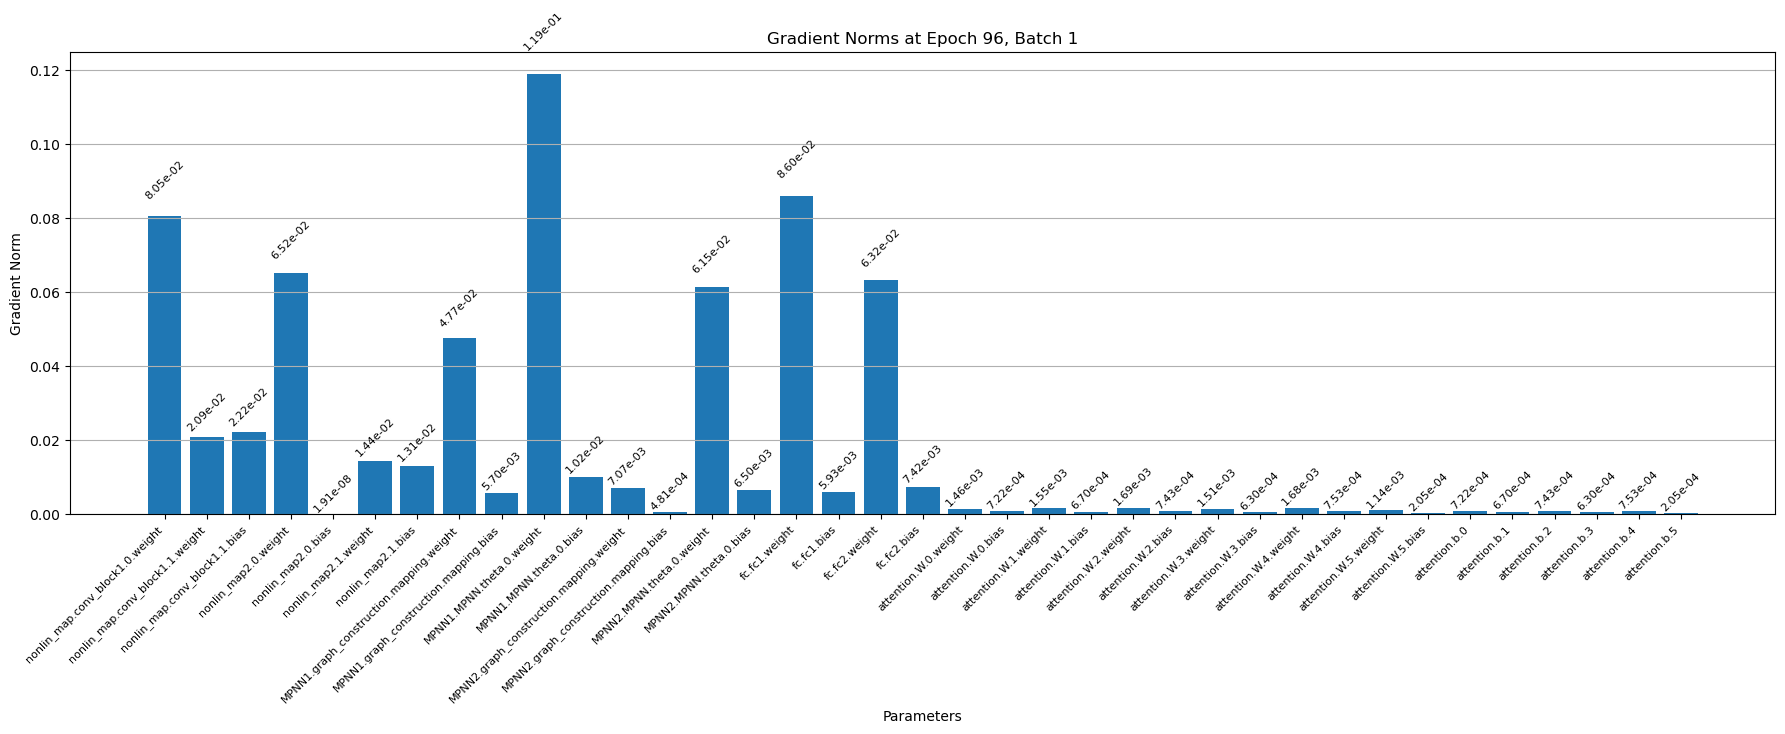 Gradient Norms at Epoch 96, Batch 1
Gradient Norm
0.12
0.10
0.08
0.06
0.04
0.02
0.00
8.05e-02
2.09e-02
2.22e-02
6.52e-02
1.91e-08
1.44e-02
1.31e-02
4.77e-02
5.70e-03
1.19e-01
1.02e-02
7.07e-03
4.81e-04
6.15e-02
6.50e-03
8.60e-02
5.93e-03
6.32e-02
7.42e-03
1.46e-03
7.22e-04
1.55e-03
6.70e-04
1.69e-03
7.43e-04
1.51e-03
6.30e-04
1.68e-03
7.53e-04
1.14e-03
2.05e-04
7.22e-04
6.70e-04
7.43e-04
6.30e-04
7.53e-04
2.05e-04
nonlin_map.conv_block1.0.weight
nonlin_map.conv_block1.1.weight
nonlin_map.conv_block1.1.bias
nonlin_map2.0.weight
nonlin_map2.0.bias
nonlin_map2.1.weight
nonlin_map2.1.bias
MPNN1.graph_construction.mapping.weight
MPNN1.graph_construction.mapping.bias
MPNN1.MPNN.theta.0.weight
MPNN1.MPNN.theta.0.bias
MPNN2.graph_construction.mapping.weight
MPNN2.graph_construction.mapping.bias
MPNN2.MPNN.theta.0.weight
MPNN2.MPNN.theta.0.bias
fc.fc1.weight
fc.fc1.bias
fc.fc2.weight
fc.fc2.bias
attention.W.0.weight
attention.W.0.bias
attention.W.1.weight
attention.W.1.bias
attention.W.2.weight
attention.W.2.bias
attention.W.3.weight
attention.W.3.bias
attention.W.4.weight
attention.W.4.bias
attention.W.5.weight
attention.W.5.bias
attention.b.0
attention.b.1
attention.b.2
attention.b.3
attention.b.4
attention.b.5
Parameters